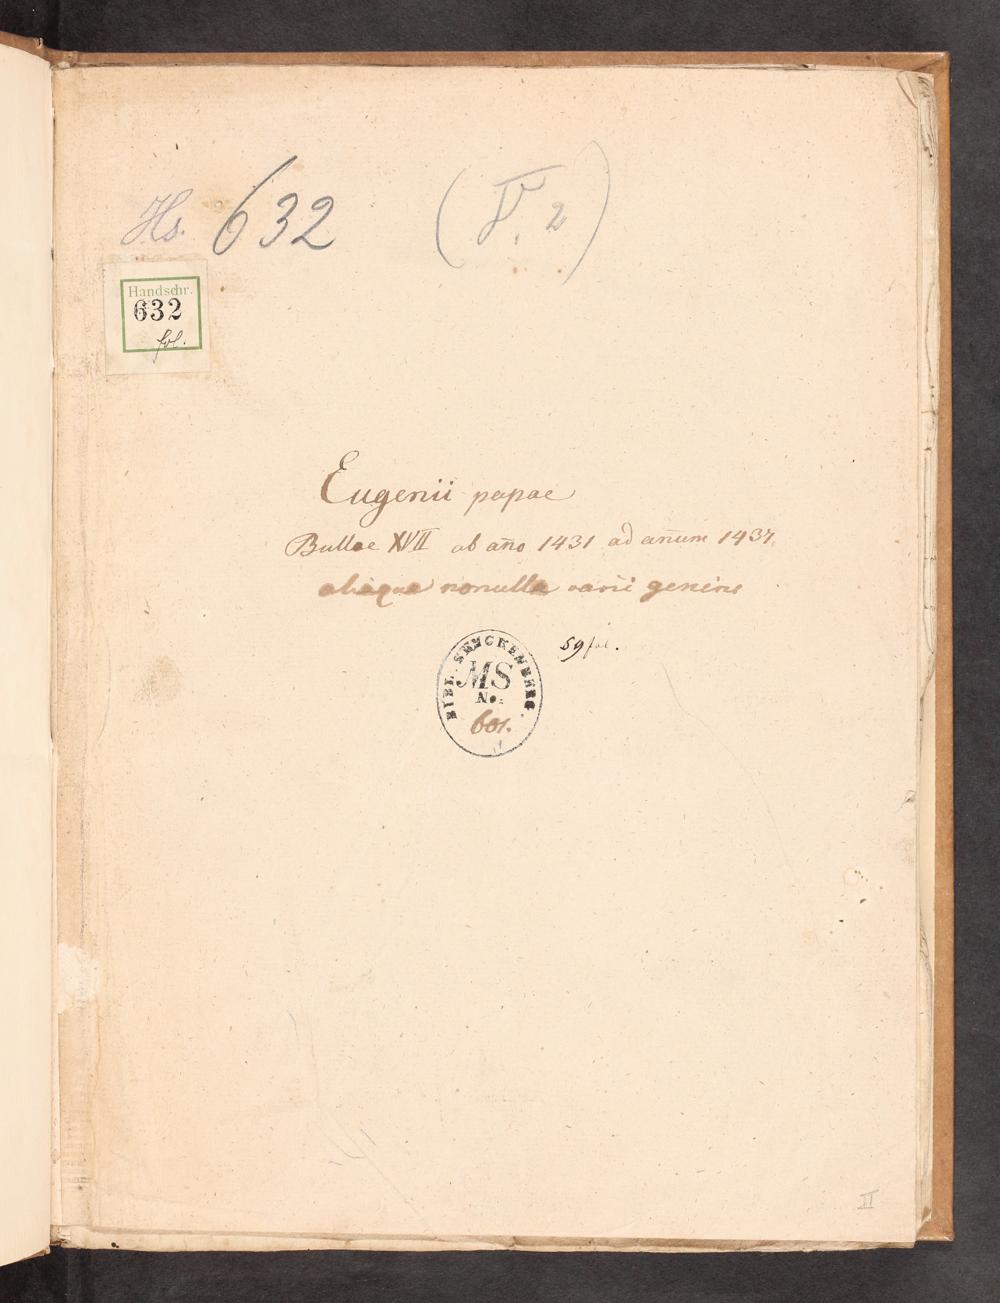 Hs. 632 (V. 2)
Handschr.
632
fol.
Eugenii papae
Bullae XVII ab año 1431 ad anum̄ 1437
aliaque nonulla varii generis
59 fol.
BIBL. SENCKENBERG.
MS
No.
601.
II